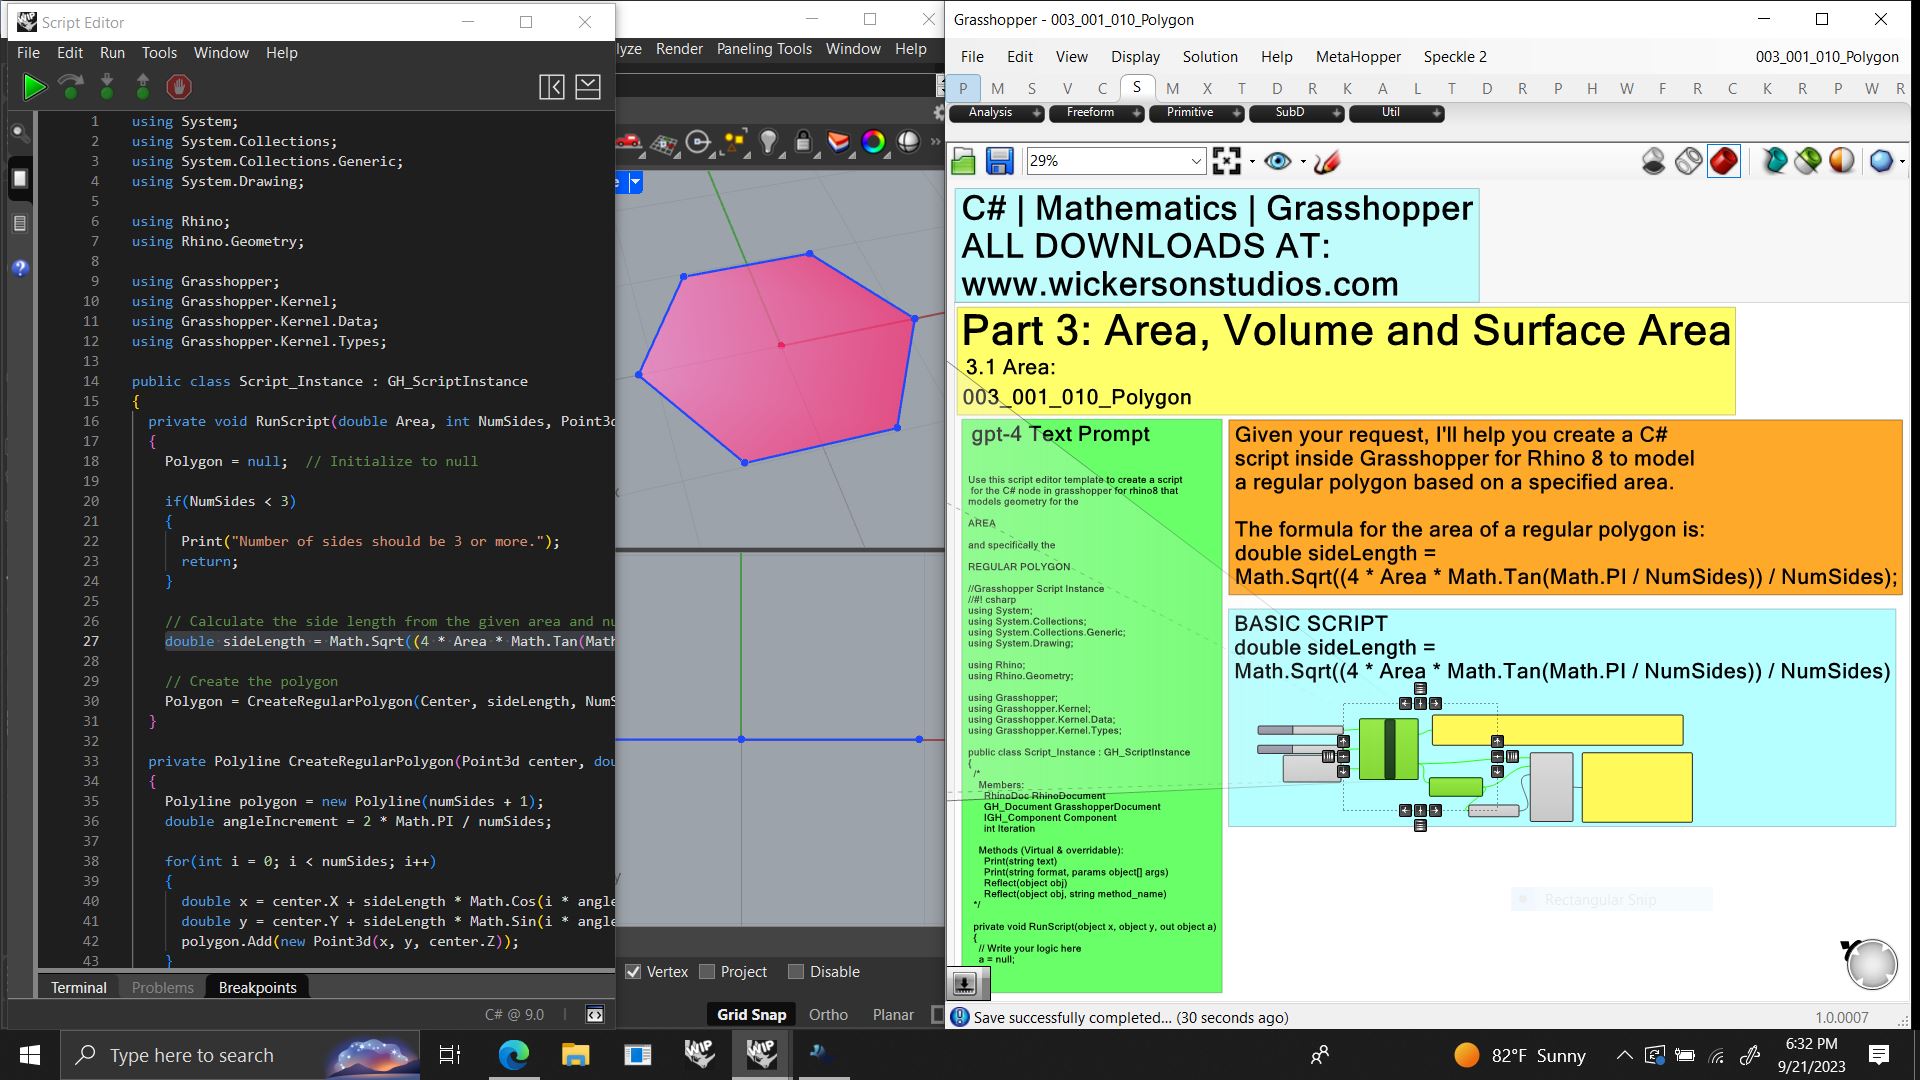 Script Editor
File Edit Run Tools Window Help
1 using System;
2 using System.Collections;
3 using System.Collections.Generic;
4 using System.Drawing;
5
6 using Rhino;
7 using Rhino.Geometry;
8
9 using Grasshopper;
10 using Grasshopper.Kernel;
11 using Grasshopper.Kernel.Data;
12 using Grasshopper.Kernel.Types;
13
14 public class Script_Instance : GH_ScriptInstance
15 {
16 private void RunScript(double Area, int NumSides, Point3d
17 {
18 Polygon = null; // Initialize to null
19
20 if(NumSides < 3)
21 {
22 Print("Number of sides should be 3 or more.");
23 return;
24 }
25
26 // Calculate the side length from the given area and nu
27 double sideLength = Math.Sqrt((4 * Area * Math.Tan(Mat
28
29 // Create the polygon
30 Polygon = CreateRegularPolygon(Center, sideLength, NumS
31 }
32
33 private Polyline CreateRegularPolygon(Point3d center, dou
34 {
35 Polyline polygon = new Polyline(numSides + 1);
36 double angleIncrement = 2 * Math.PI / numSides;
37
38 for(int i = 0; i < numSides; i++)
39 {
40 double x = center.X + sideLength * Math.Cos(i * angle
41 double y = center.Y + sideLength * Math.Sin(i * angle
42 polygon.Add(new Point3d(x, y, center.Z));
43 }
Terminal Problems Breakpoints
C# @ 9.0
lyze Render Paneling Tools Window Help
e
x
y
Vertex Project Disable
Grid Snap Ortho Planar
Grasshopper - 003_001_010_Polygon
File Edit View Display Solution Help MetaHopper Speckle 2 003_001_010_Polygon
P M S V C S M X T D R K A L T D R P H W F R C K R P W R
Analysis Freeform Primitive SubD Util
29%
C# | Mathematics | Grasshopper
ALL DOWNLOADS AT:
www.wickersonstudios.com
Part 3: Area, Volume and Surface Area
3.1 Area:
003_001_010_Polygon
gpt-4 Text Prompt
Use this script editor template to create a script
for the C# node in grasshopper for rhino8 that
models geometry for the
AREA
and specifically the
REGULAR POLYGON
//Grasshopper Script Instance
//#! csharp
using System;
using System.Collections;
using System.Collections.Generic;
using System.Drawing;
using Rhino;
using Rhino.Geometry;
using Grasshopper;
using Grasshopper.Kernel;
using Grasshopper.Kernel.Data;
using Grasshopper.Kernel.Types;
public class Script_Instance : GH_ScriptInstance
{
/*
Members:
RhinoDoc RhinoDocument
GH_Document GrasshopperDocument
IGH_Component Component
int Iteration
Methods (Virtual & overridable):
Print(string text)
Print(string format, params object[] args)
Reflect(object obj)
Reflect(object obj, string method_name)
*/
private void RunScript(object x, object y, out object a)
{
// Write your logic here
a = null;
Given your request, I'll help you create a C#
script inside Grasshopper for Rhino 8 to model
a regular polygon based on a specified area.
The formula for the area of a regular polygon is:
double sideLength =
Math.Sqrt((4 * Area * Math.Tan(Math.PI / NumSides)) / NumSides);
BASIC SCRIPT
double sideLength =
Math.Sqrt((4 * Area * Math.Tan(Math.PI / NumSides)) / NumSides)
Rectangular Snip
Save successfully completed... (30 seconds ago)
1.0.0007
Type here to search
WIP
WIP
82°F Sunny
6:32 PM
9/21/2023